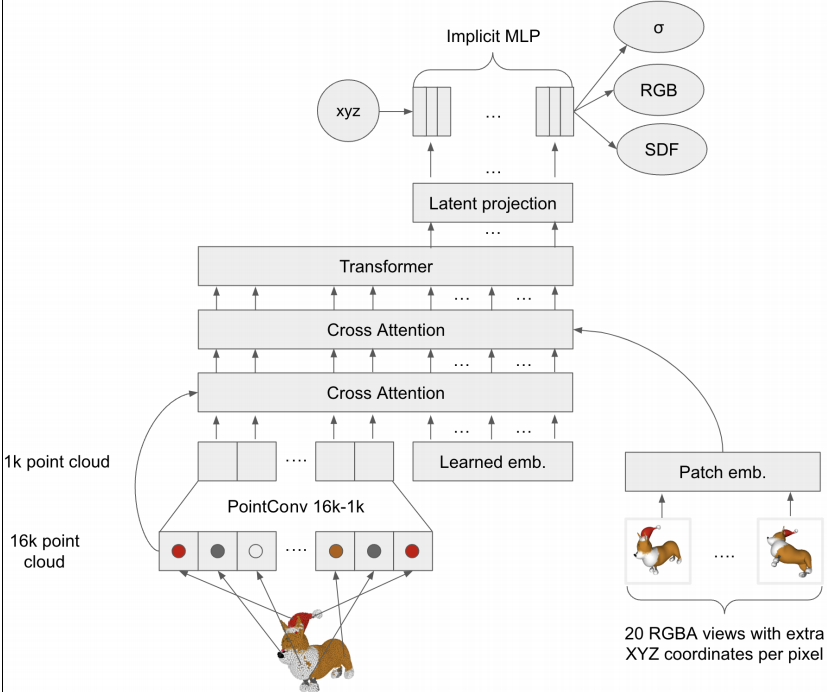 Implicit MLP
σ
xyz
...
RGB
SDF
...
Latent projection
...
Transformer
... ...
Cross Attention
... ...
Cross Attention
... ...
1k point cloud
....
Learned emb.
Patch emb.
PointConv 16k-1k
16k point
cloud
....
....
20 RGBA views with extra
XYZ coordinates per pixel